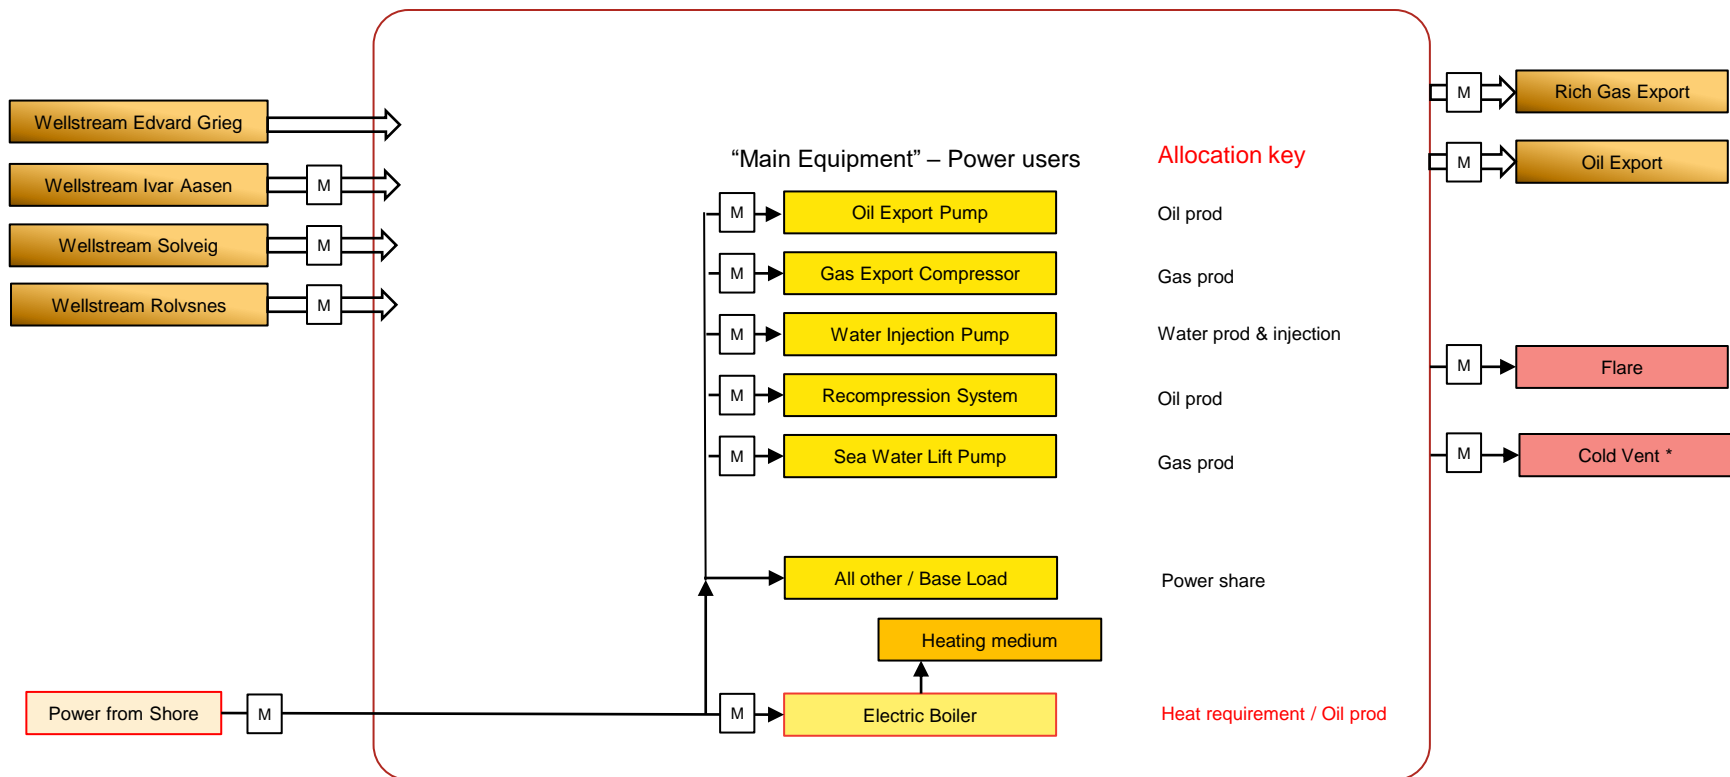 M
Rich Gas Export
Wellstream Edvard Grieg
“Main Equipment” – Power users
Allocation key
M
Oil Export
Wellstream Ivar Aasen
M
M
Oil Export Pump
Oil prod
Wellstream Solveig
M
M
Gas Export Compressor
Gas prod
Wellstream Rolvsnes
M
M
Water Injection Pump
Water prod & injection
M
Flare
M
Recompression System
Oil prod
M
Sea Water Lift Pump
Gas prod
M
Cold Vent *
All other / Base Load
Power share
Heating medium
Power from Shore
M
M
Electric Boiler
Heat requirement / Oil prod